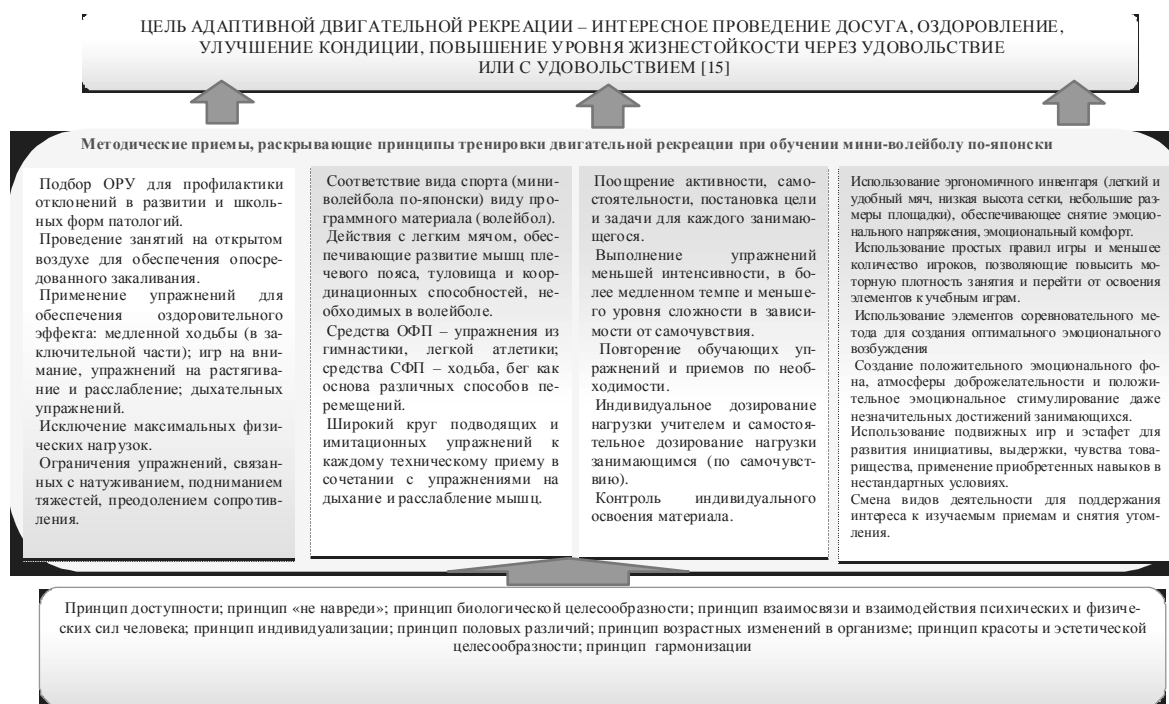 ЦЕЛЬ АДАПТИВНОЙ ДВИГАТЕЛЬНОЙ РЕКРЕАЦИИ – ИНТЕРЕСНОЕ ПРОВЕДЕНИЕ ДОСУГА, ОЗДОРОВЛЕНИЕ,
УЛУЧШЕНИЕ КОНДИЦИИ, ПОВЫШЕНИЕ УРОВНЯ ЖИЗНЕСТОЙКОСТИ ЧЕРЕЗ УДОВОЛЬСТВИЕ
ИЛИ С УДОВОЛЬСТВИЕМ [15]
Методические приемы, раскрывающие принципы тренировки двигательной рекреации при обучении мини-волейболу по-японски
Подбор ОРУ для профилактики
отклонений в развитии и школь-
ных форм патологий.
Проведение занятий на открытом
воздухе для обеспечения опосре-
дованного закаливания.
Применение упражнений для
обеспечения оздоровительного
эффекта: медленной ходьбы (в за-
ключительной части); игр на вни-
мание, упражнений на растягива-
ние и расслабление; дыхательных
упражнений.
Исключение максимальных физи-
ческих нагрузок.
Ограничения упражнений, связан-
ных с натуживанием, подниманием
тяжестей, преодолением сопротив-
ления.
Соответствие вида спорта (мини-
волейбола по-японски) виду про-
граммного материала (волейбол).
Действия с легким мячом, обес-
печивающие развитие мышц пле-
чевого пояса, туловища и коор-
динационных способностей, не-
обходимых в волейболе.
Средства ОФП – упражнения из
гимнастики, легкой атлетики;
средства СФП – ходьба, бег как
основа различных способов пе-
ремещений.
Широкий круг подводящих и
имитационных упражнений к
каждому техническому приему в
сочетании с упражнениями на
дыхание и расслабление мышц.
Поощрение активности, само-
стоятельности, постановка цели
и задачи для каждого занимаю-
щегося.
Выполнение упражнений
меньшей интенсивности, в бо-
лее медленном темпе и меньше-
го уровня сложности в зависи-
мости от самочувствия.
Повторение обучающих уп-
ражнений и приемов по необ-
ходимости.
Индивидуальное дозирование
нагрузки учителем и самостоя-
тельное дозирование нагрузки
занимающимся (по самочувст-
вию).
Контроль индивидуального
освоения материала.
Использование эргономичного инвентаря (легкий и
удобный мяч, низкая высота сетки, небольшие раз-
меры площадки), обеспечивающее снятие эмоцио-
нального напряжения, эмоциональный комфорт.
Использование простых правил игры и меньшее
количество игроков, позволяющие повысить мо-
торную плотность занятия и перейти от освоения
элементов к учебным играм.
Использование элементов соревновательного ме-
тода для создания оптимального эмоционального
возбуждения
Создание положительного эмоционального фо-
на, атмосферы доброжелательности и положи-
тельное эмоциональное стимулирование даже
незначительных достижений занимающихся.
Использование подвижных игр и эстафет для
развития инициативы, выдержки, чувства това-
рищества, применение приобретенных навыков в
нестандартных условиях.
Смена видов деятельности для поддержания
интереса к изучаемым приемам и снятия утом-
ления.
Принцип доступности; принцип «не навреди»; принцип биологической целесообразности; принцип взаимосвязи и взаимодействия психических и физиче-
ских сил человека; принцип индивидуализации; принцип половых различий; принцип возрастных изменений в организме; принцип красоты и эстетической
целесообразности; принцип гармонизации